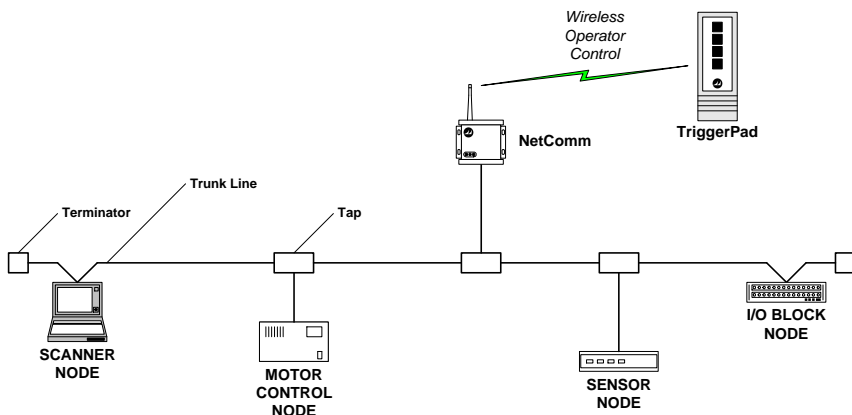 Wireless
Operator
Control
TriggerPad
NetComm
Trunk Line
Terminator
Tap
SCANNER
NODE
MOTOR
CONTROL
NODE
SENSOR
NODE
I/O BLOCK
NODE